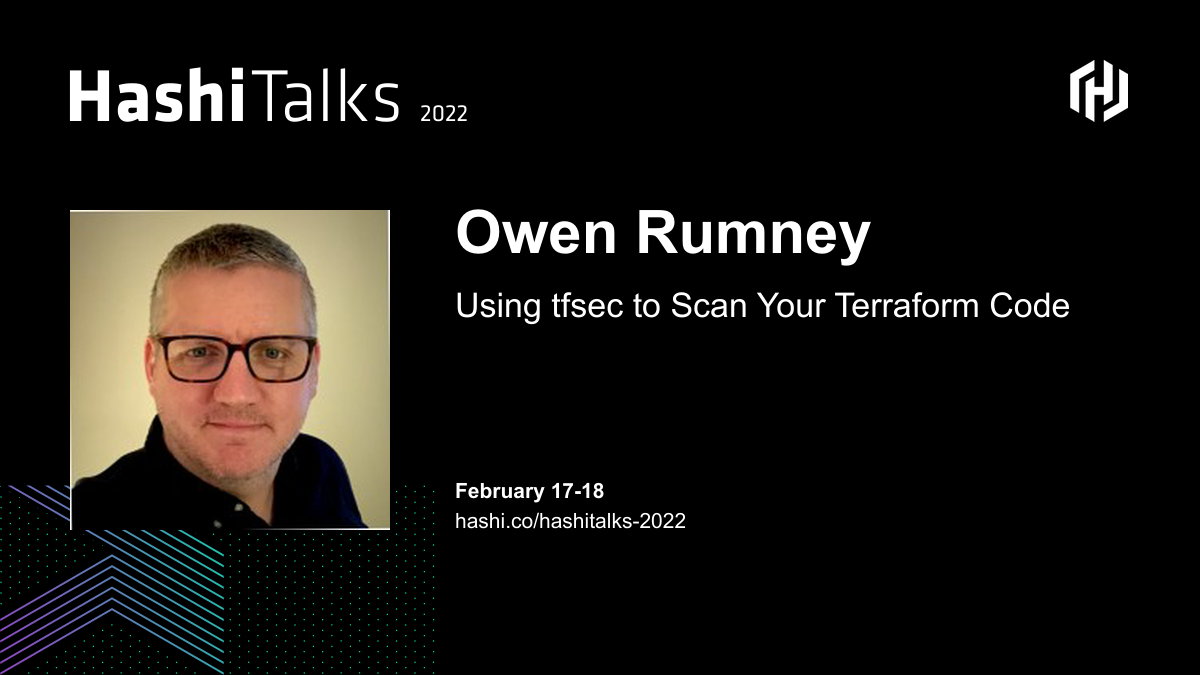 HashiTalks 2022
Owen Rumney
Using tfsec to Scan Your Terraform Code
February 17-18
hashi.co/hashitalks-2022